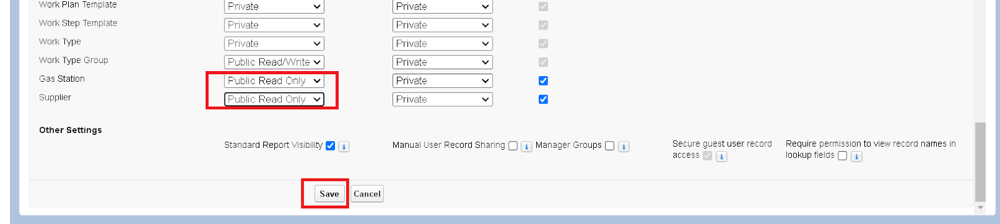 Work Plan Template Private Private
Work Step Template Private Private
Work Type Private Private
Work Type Group Public Read/Write Private
Gas Station Public Read Only Private
Supplier Public Read Only Private
Other Settings
Standard Report Visibility i Manual User Record Sharing i Manager Groups i Secure guest user record access i Require permission to view record names in lookup fields i
Save Cancel